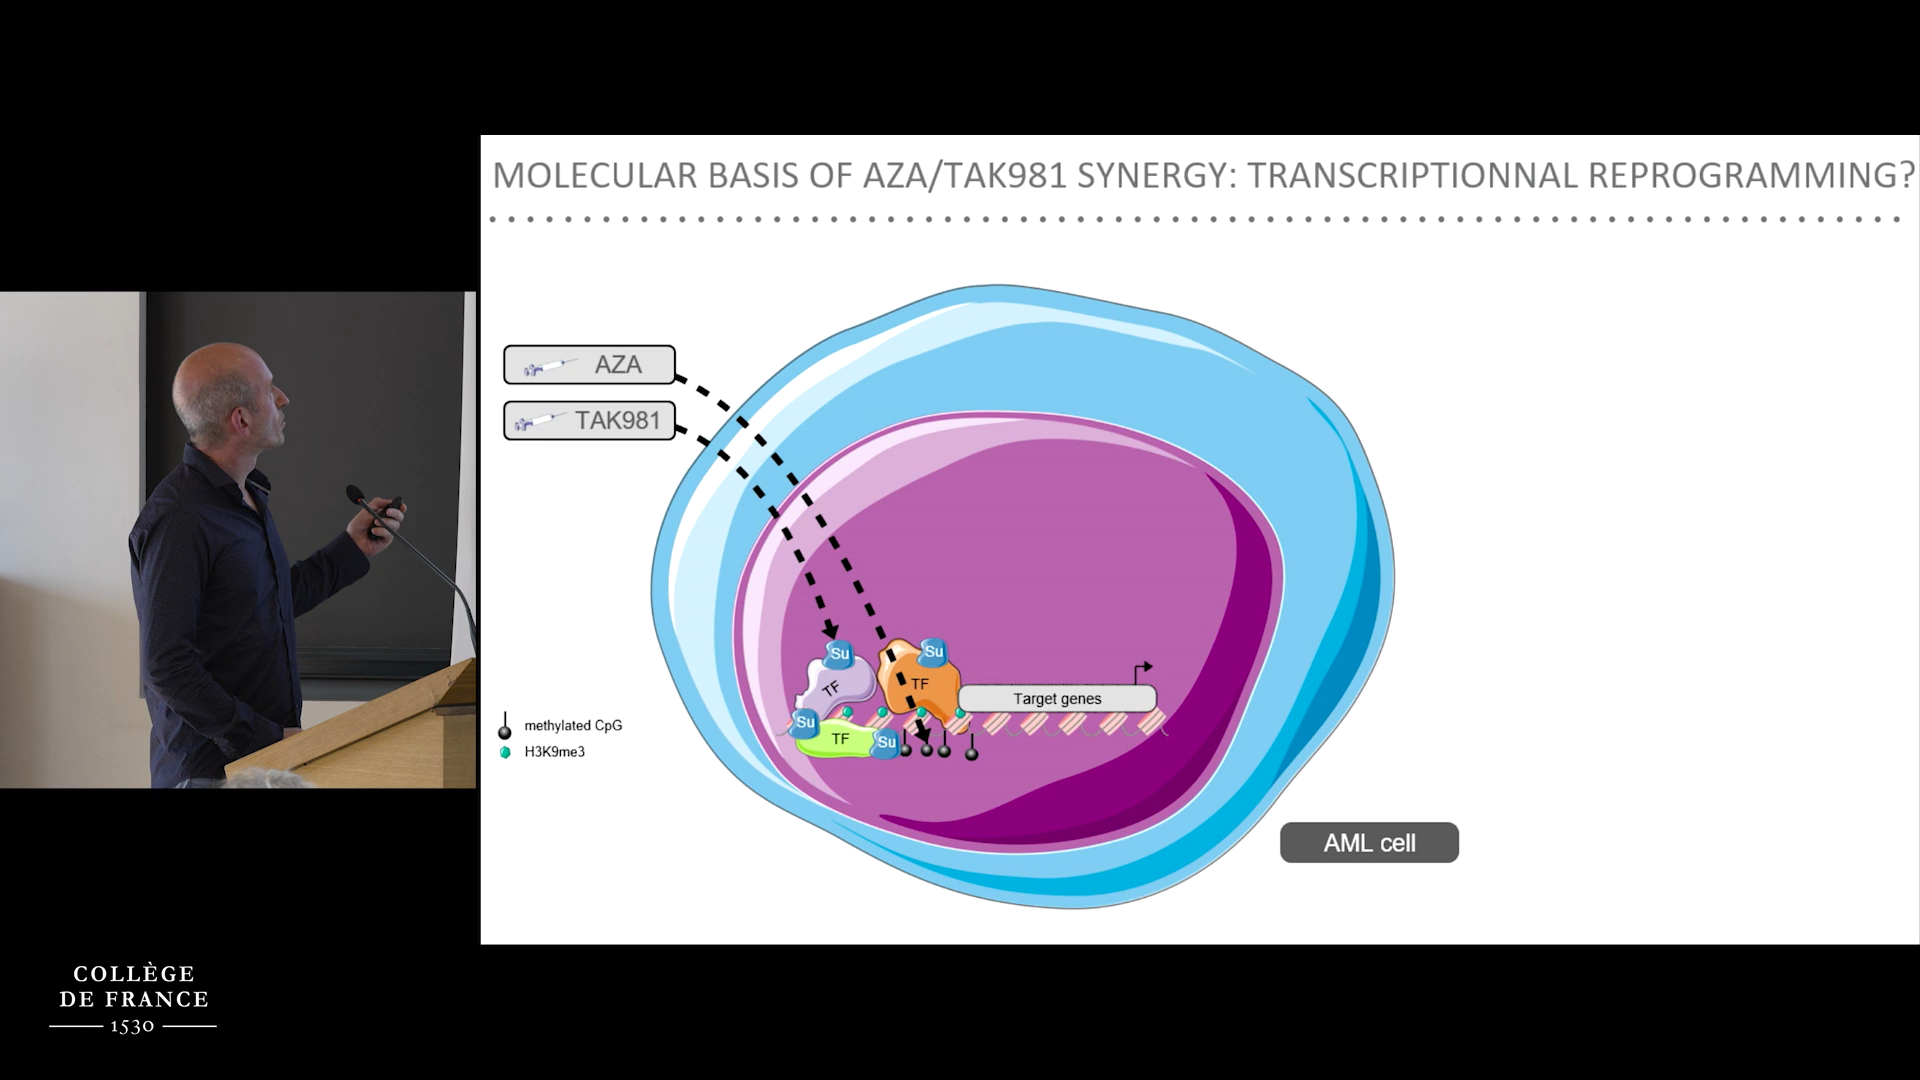 MOLECULAR BASIS OF AZA/TAK981 SYNERGY: TRANSCRIPTIONNAL REPROGRAMMING?
AZA
TAK981
Su
Su
TF
TF
Target genes
Su
TF
Su
methylated CpG
H3K9me3
AML cell
COLLÈGE
DE FRANCE
1530